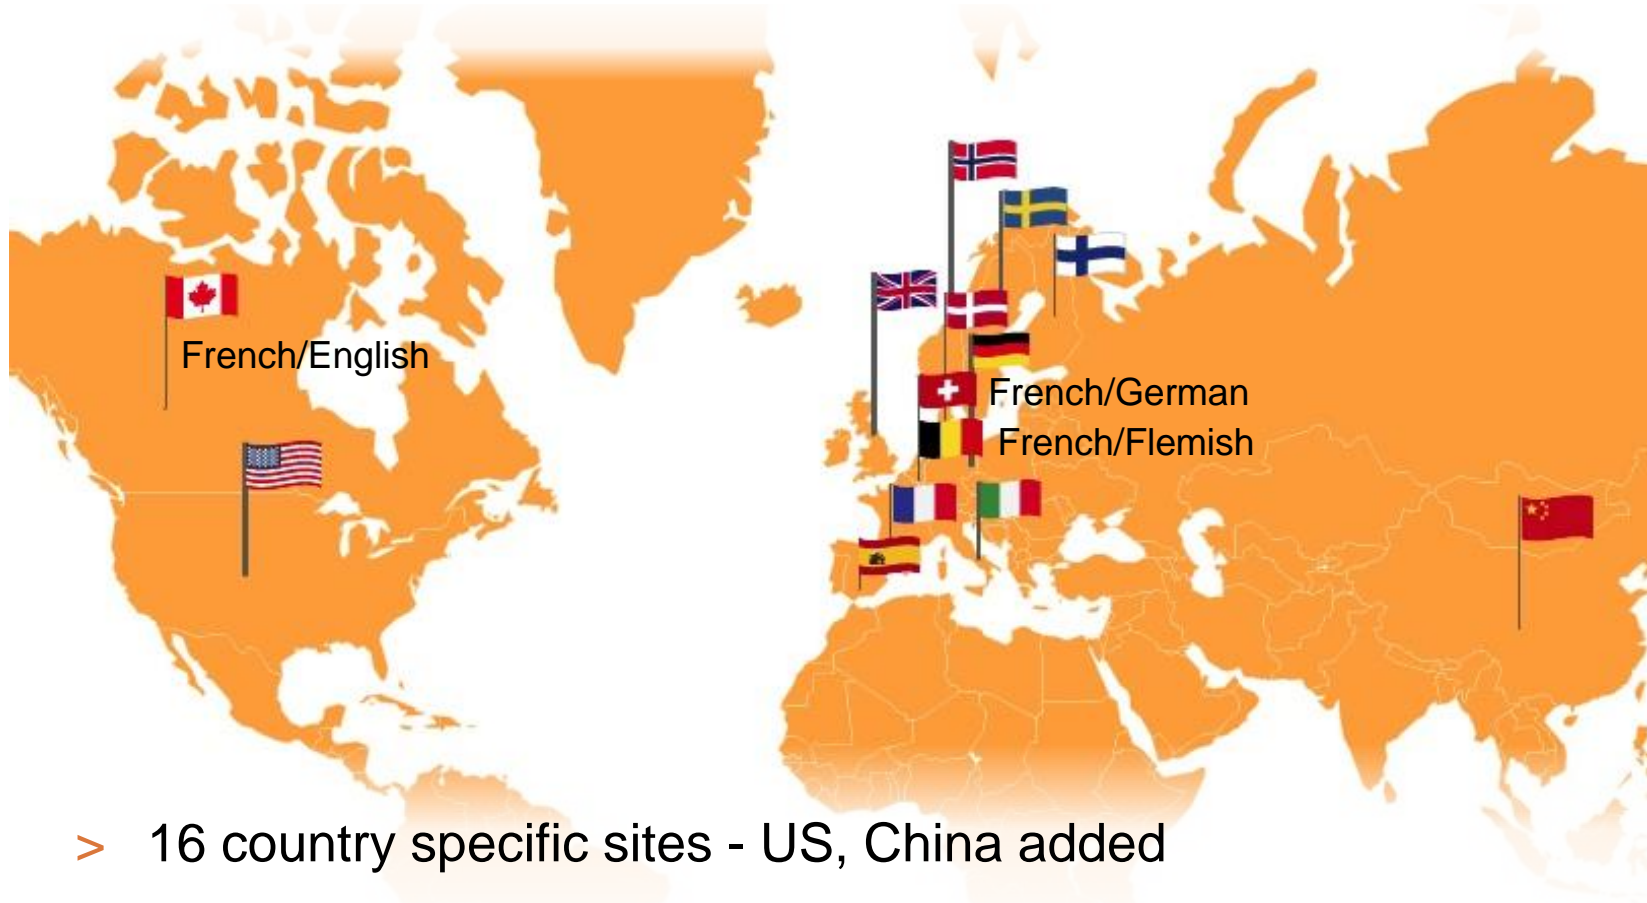 French/English
French/German
French/Flemish
> 16 country specific sites - US, China added